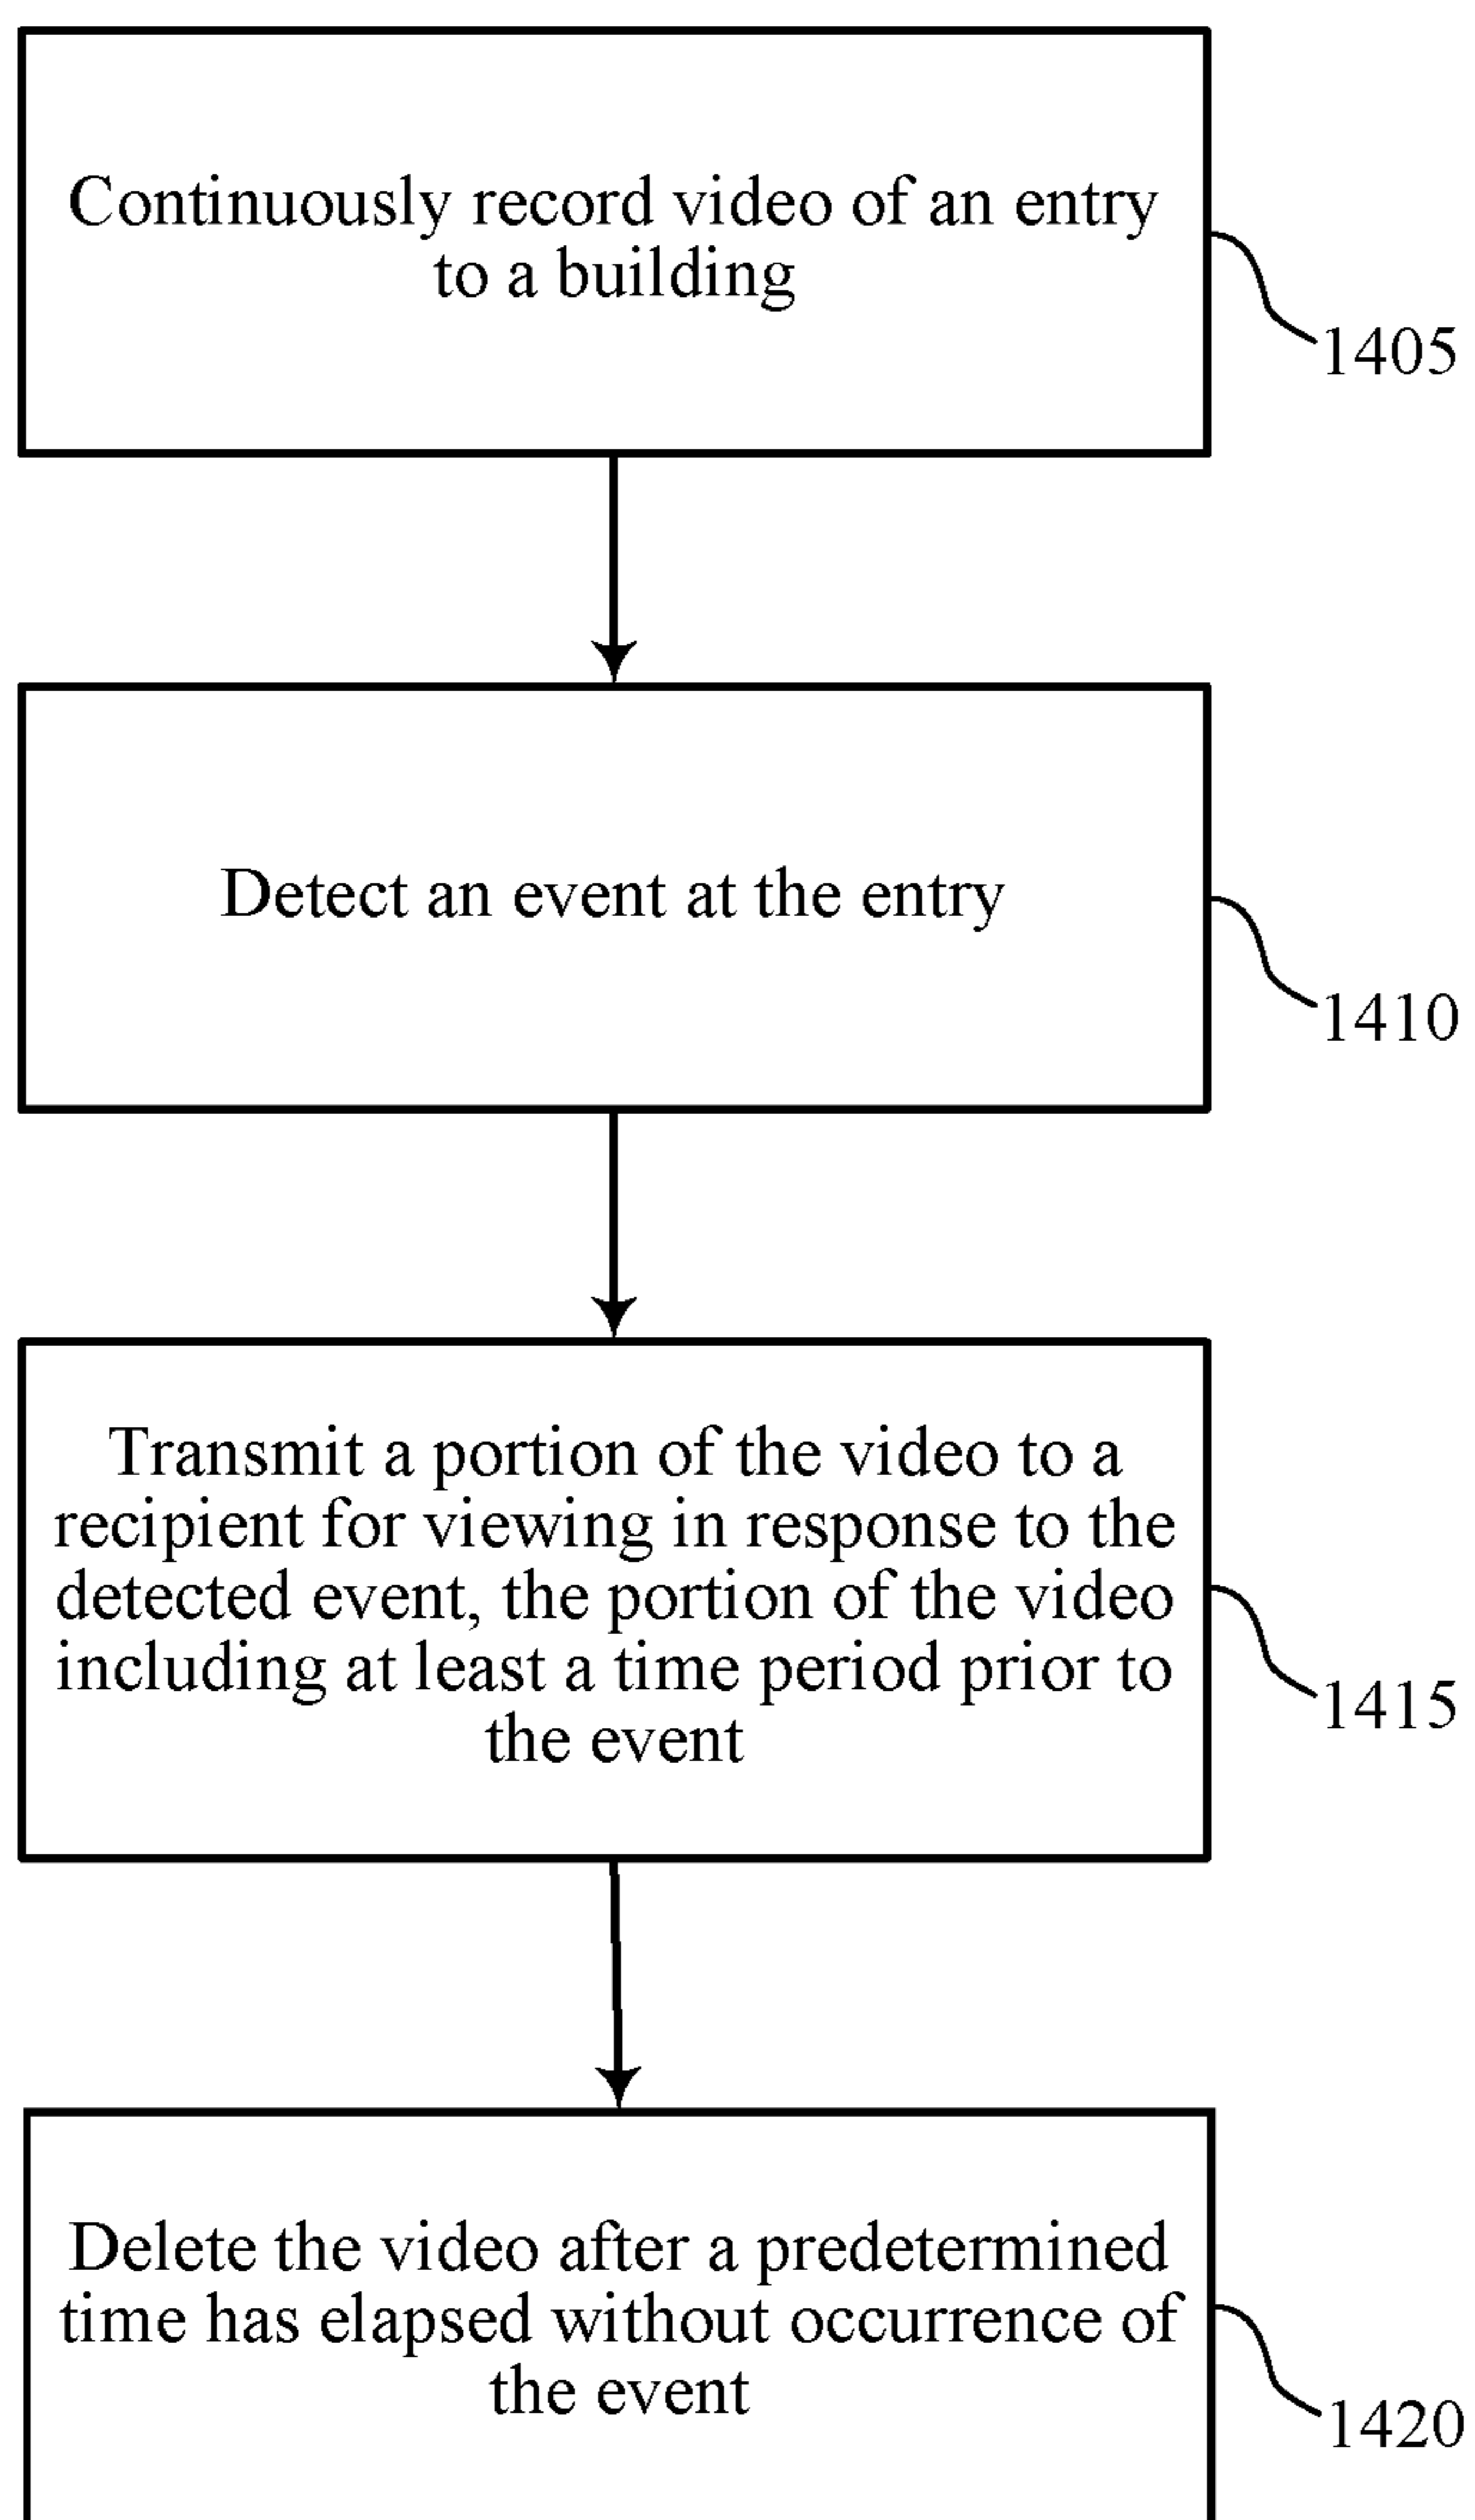 Continuously record video of an entry
to a building
1405
Detect an event at the entry
1410
Transmit a portion of the video to a
recipient for viewing in response to the
detected event, the portion of the video
including at least a time period prior to
the event
1415
Delete the video after a predetermined
time has elapsed without occurrence of
the event
1420